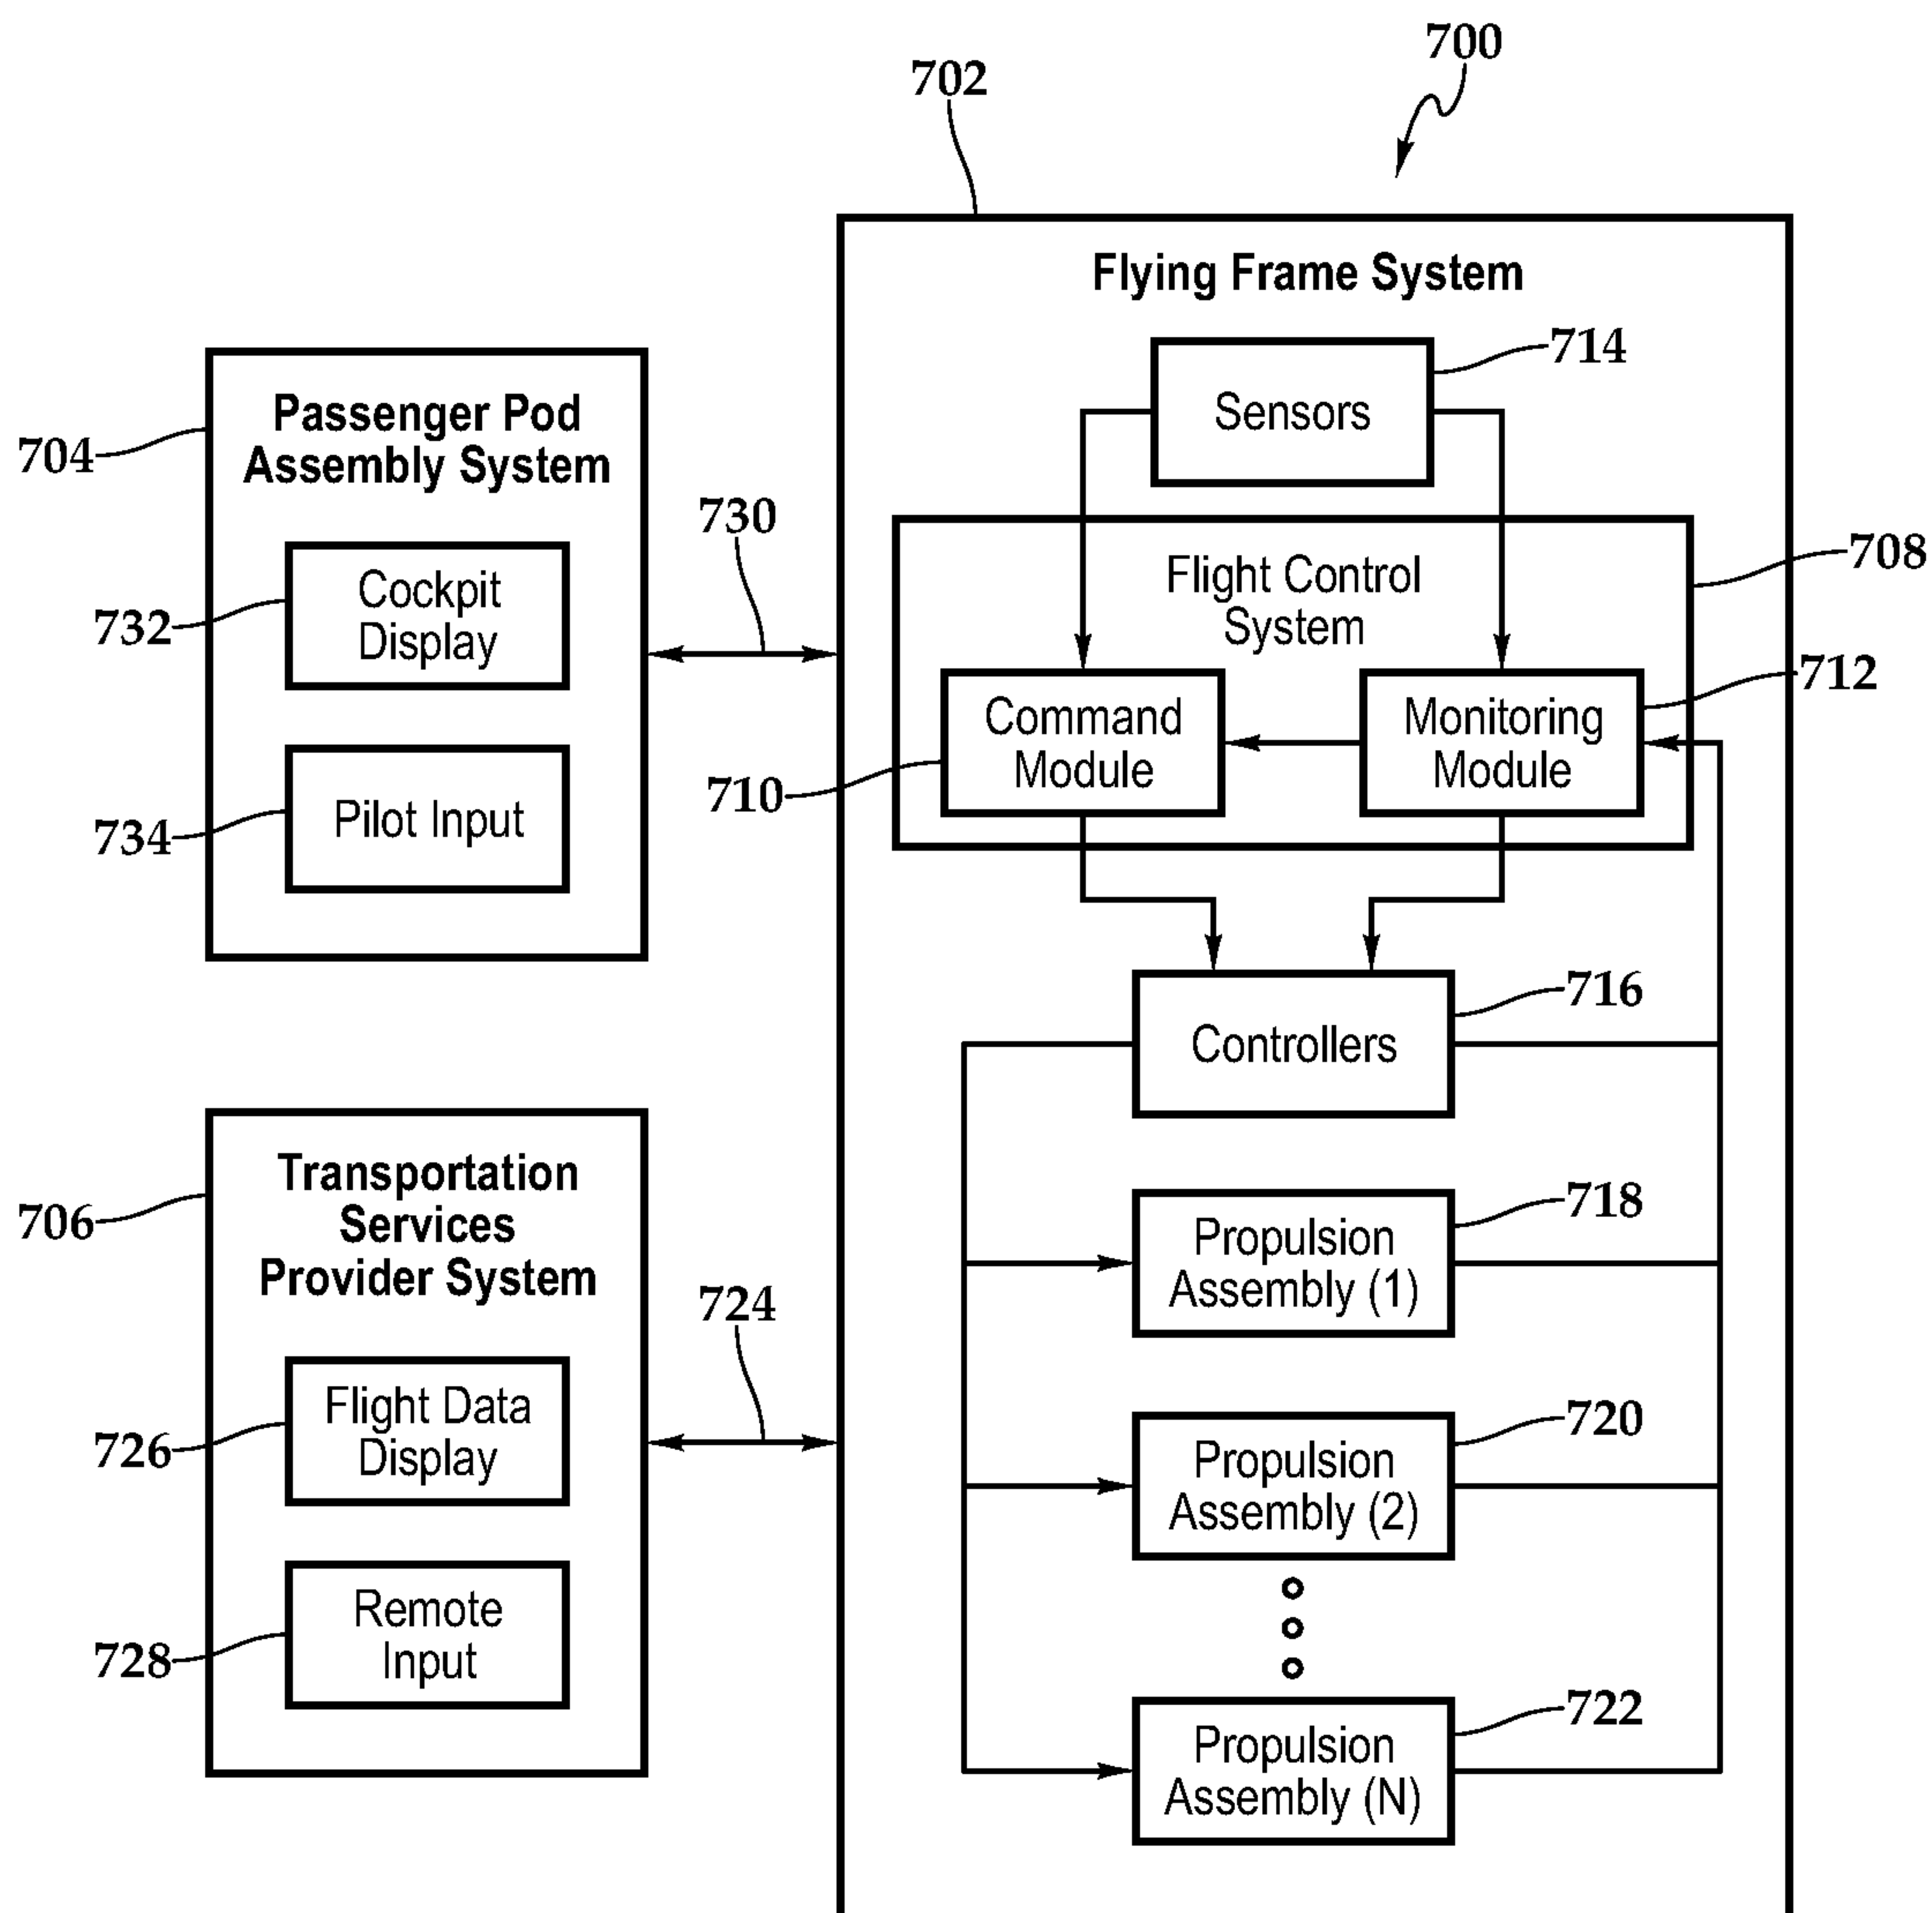 700
702
Flying Frame System
714
Sensors
Passenger Pod
Assembly System
704
730
708
Flight Control
System
Cockpit
Display
732
712
Command
Module
Monitoring
Module
710
Pilot Input
734
716
Controllers
Transportation
Services
Provider System
706
718
Propulsion
Assembly (1)
724
Flight Data
Display
726
720
Propulsion
Assembly (2)
Remote
Input
728
722
Propulsion
Assembly (N)